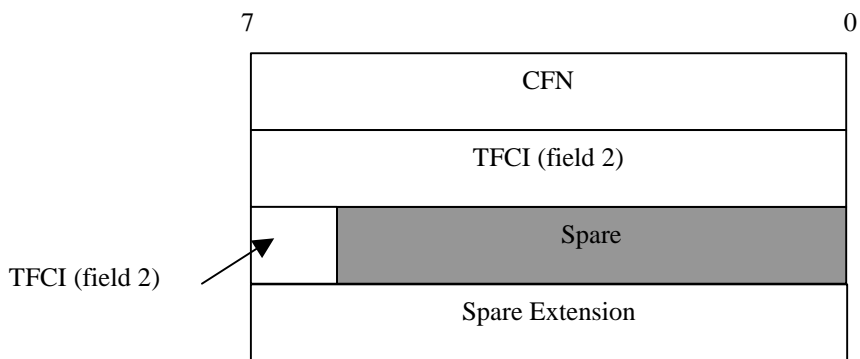 7 0
CFN
TFCI (field 2)
Spare
TFCI (field 2)
Spare Extension